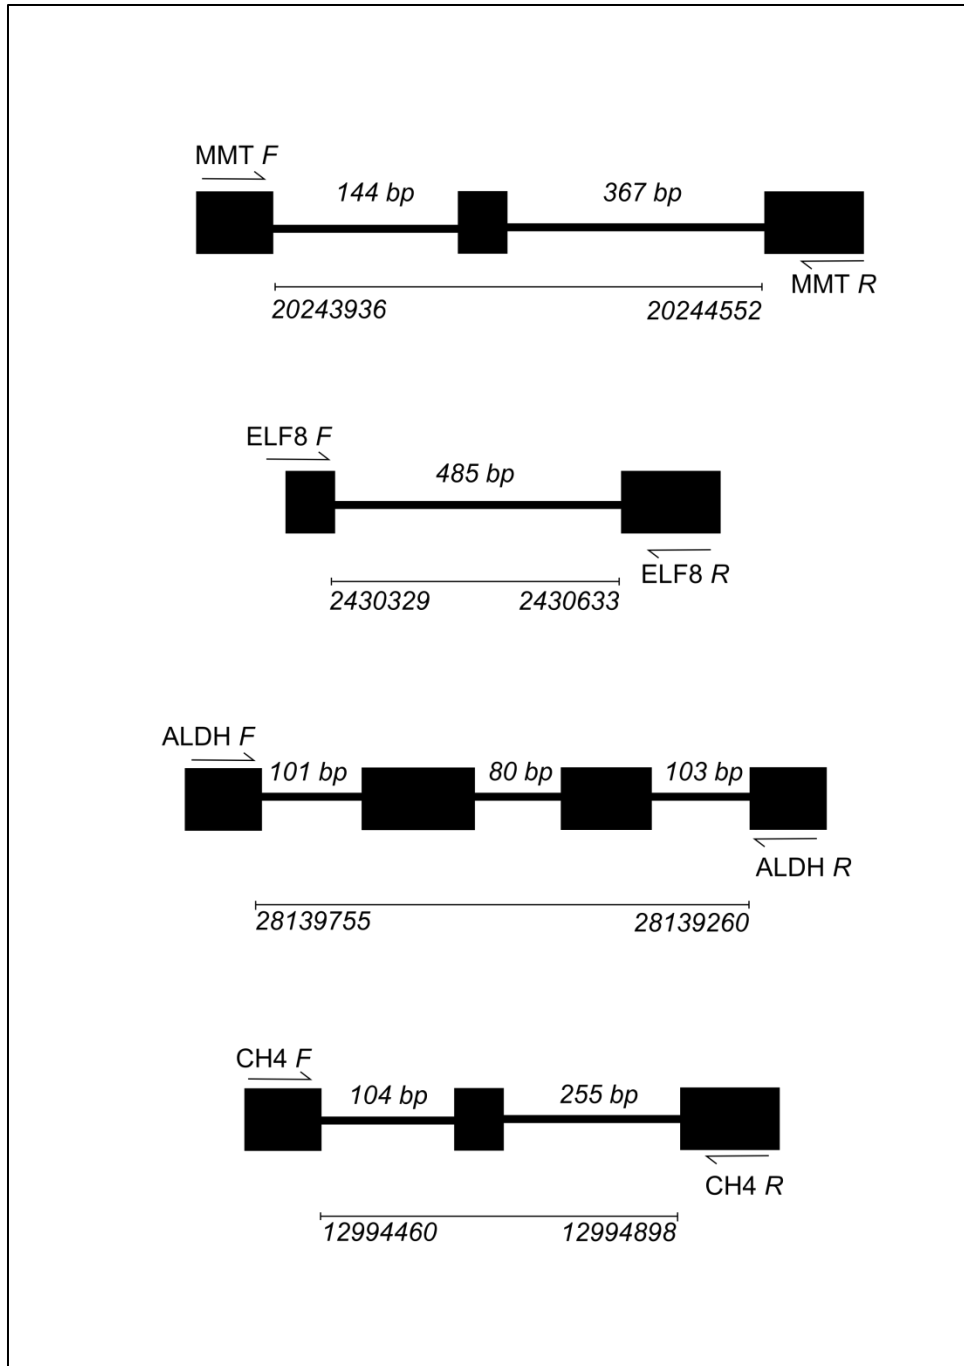 MMT F
144 bp
367 bp
MMT R
20243936
20244552
ELF8 F
485 bp
ELF8 R
2430329
2430633
ALDH F
101 bp
80 bp
103 bp
ALDH R
28139755
28139260
CH4 F
104 bp
255 bp
CH4 R
12994460
12994898